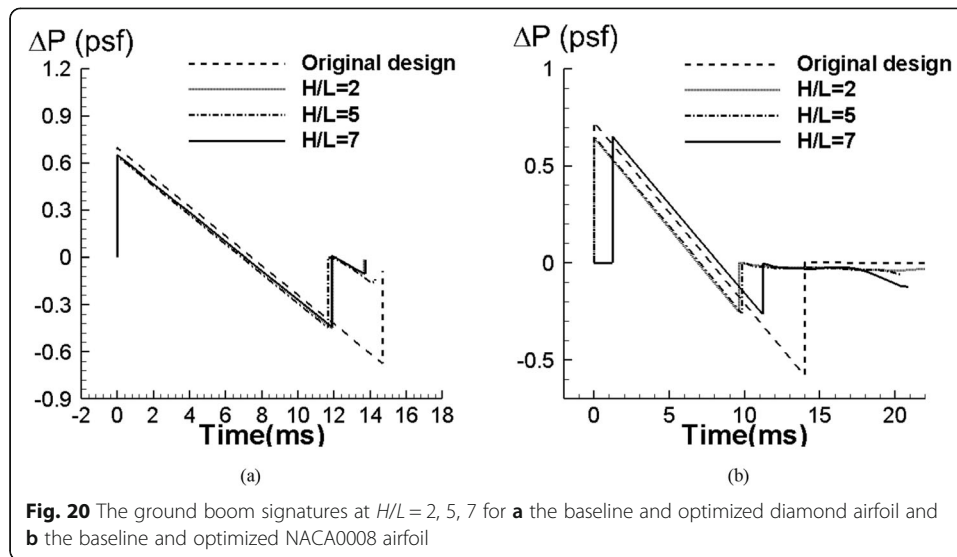 ΔP (psf)
1.2
0.9
0.6
0.3
0
-0.3
-0.6
-0.9
-2 0 2 4 6 8 10 12 14 16 18
Time(ms)
Original design
H/L=2
H/L=5
H/L=7
(a)
ΔP (psf)
1
0.5
0
-0.5
0 5 10 15 20
Time(ms)
Original design
H/L=2
H/L=5
H/L=7
(b)
Fig. 20 The ground boom signatures at H/L = 2, 5, 7 for a the baseline and optimized diamond airfoil and
b the baseline and optimized NACA0008 airfoil